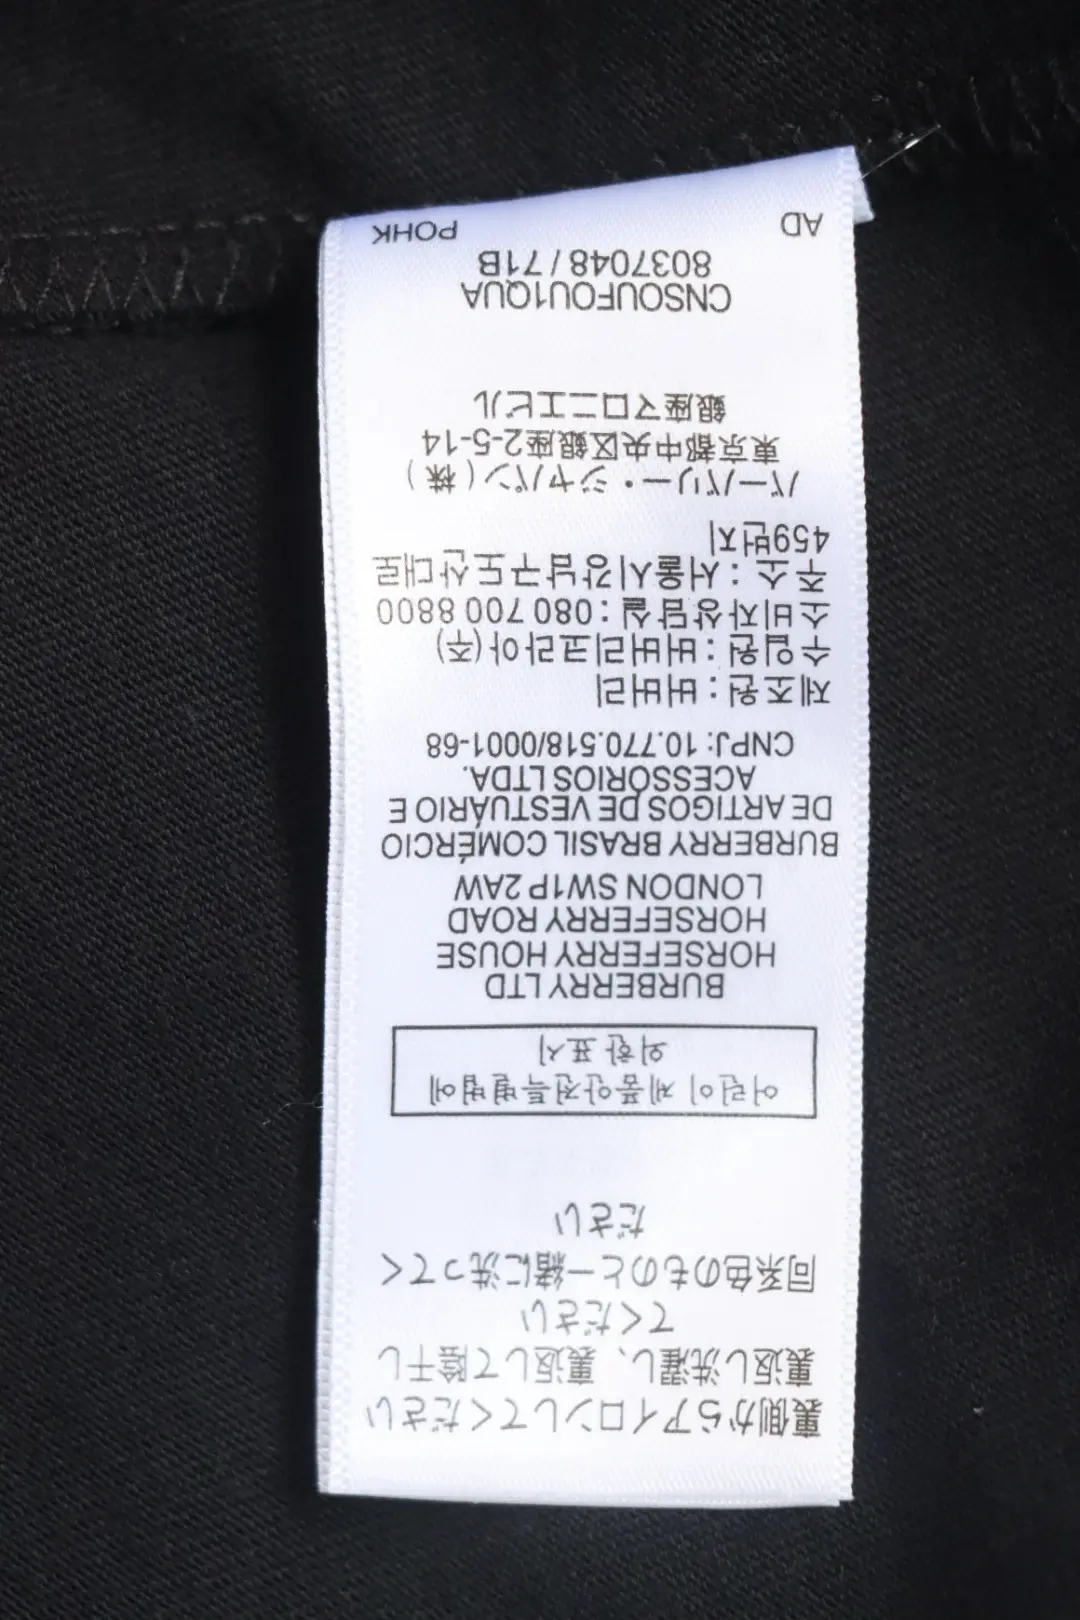 裏側からアイロンしてください
裏返し洗濯し、裏返して陰干し
てください
同系色のものと一緒に洗ってく
ださい
어린이제품안전특별법에
의한표시
BURBERRY LTD
HORSEFERRY HOUSE
HORSEFERRY ROAD
LONDON SW1P 2AW
BURBERRY BRASIL COMÉRCIO
DE ARTIGOS DE VESTUÁRIO E
ACESSÓRIOS LTDA.
CNPJ: 10.770.518/0001-68
제조원 : 버버리
수입원 : 버버리코리아(주)
소비자상담실 : 080 700 8800
주소 : 서울시강남구도산대로
459번지
バーバリー・ジャパン(株)
東京都中央区銀座2-5-14
銀座マロニエビル
CNSOUFOU1QUA
8037048 / 71B
AD POHK